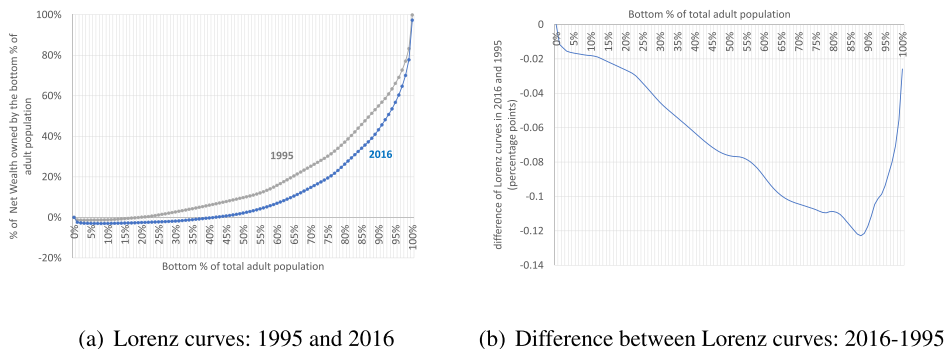 100%
80%
60%
40%
20%
0%
-20%
% of  Net Wealth owned by the bottom % of
adult population
1995
2016
0% 5% 10% 15% 20% 25% 30% 35% 40% 45% 50% 55% 60% 65% 70% 75% 80% 85% 90% 95% 100%
Bottom % of total adult population
(a) Lorenz curves: 1995 and 2016
Bottom % of total adult population
0% 5% 10% 15% 20% 25% 30% 35% 40% 45% 50% 55% 60% 65% 70% 75% 80% 85% 90% 95% 100%
0
-0.02
-0.04
-0.06
-0.08
-0.1
-0.12
-0.14
difference of Lorenz curves in 2016 and 1995
(percentage points)
(b) Difference between Lorenz curves: 2016-1995